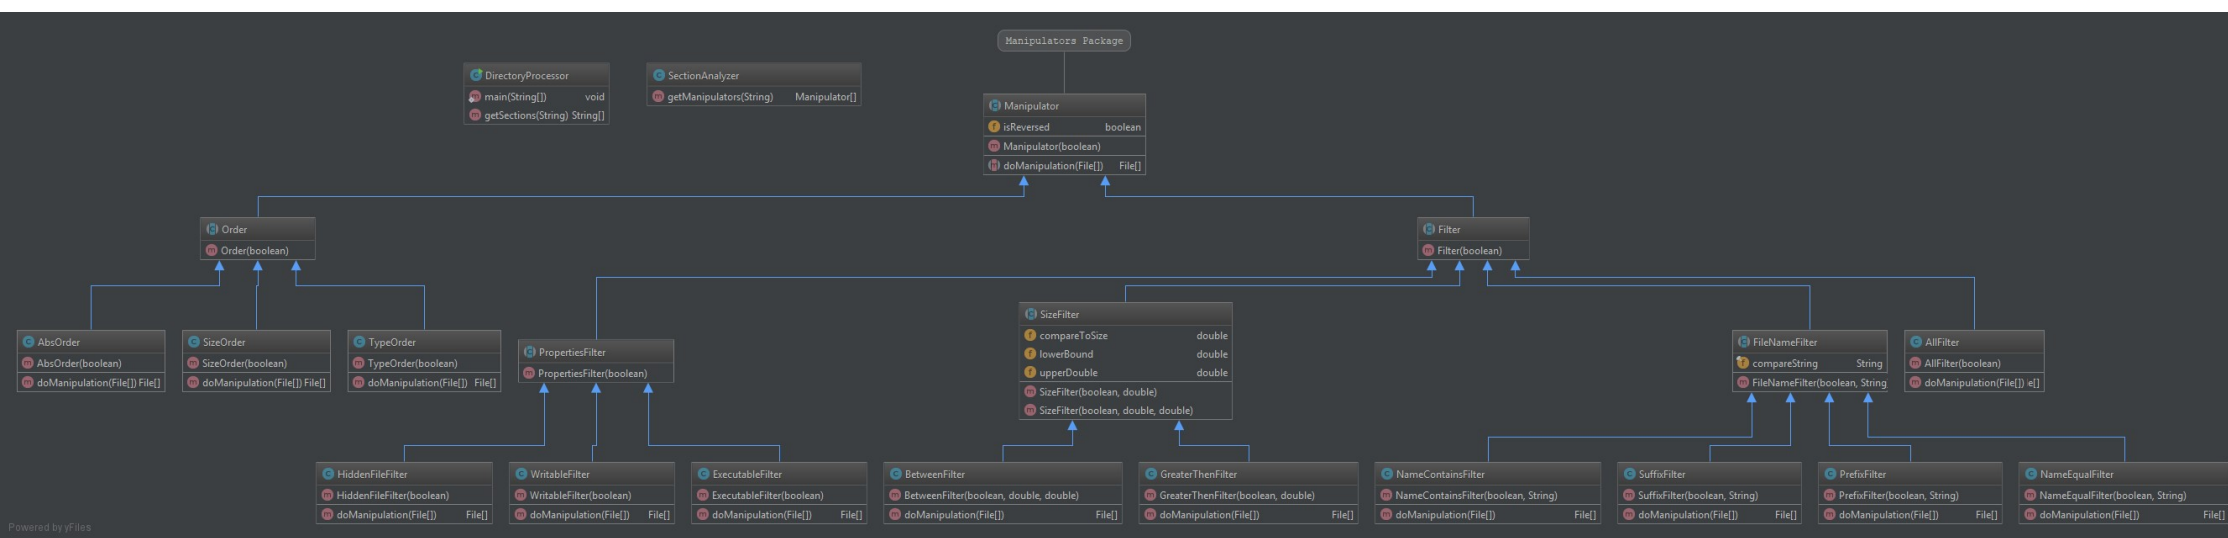 Manipulators Package
DirectoryProcessor
main(String[]) void
getSections(String) String[]
SectionAnalyzer
getManipulators(String) Manipulator[]
Manipulator
isReversed boolean
Manipulator(boolean)
doManipulation(File[]) File[]
Order
Order(boolean)
Filter
Filter(boolean)
AbsOrder
AbsOrder(boolean)
doManipulation(File[]) File[]
SizeOrder
SizeOrder(boolean)
doManipulation(File[]) File[]
TypeOrder
TypeOrder(boolean)
doManipulation(File[]) File[]
PropertiesFilter
PropertiesFilter(boolean)
SizeFilter
compareToSize double
lowerBound double
upperDouble double
SizeFilter(boolean, double)
SizeFilter(boolean, double, double)
FileNameFilter
compareString String
FileNameFilter(boolean, String
AllFilter
AllFilter(boolean)
doManipulation(File[]) le[]
HiddenFileFilter
HiddenFileFilter(boolean)
doManipulation(File[]) File[]
WritableFilter
WritableFilter(boolean)
doManipulation(File[]) File[]
ExecutableFilter
ExecutableFilter(boolean)
doManipulation(File[]) File[]
BetweenFilter
BetweenFilter(boolean, double, double)
doManipulation(File[]) File[]
GreaterThenFilter
GreaterThenFilter(boolean, double)
doManipulation(File[]) File[]
NameContainsFilter
NameContainsFilter(boolean, String)
doManipulation(File[]) File[]
SuffixFilter
SuffixFilter(boolean, String)
doManipulation(File[]) File[]
PrefixFilter
PrefixFilter(boolean, String)
doManipulation(File[]) File[]
NameEqualFilter
NameEqualFilter(boolean, String)
doManipulation(File[]) File[]
Powered by yFiles